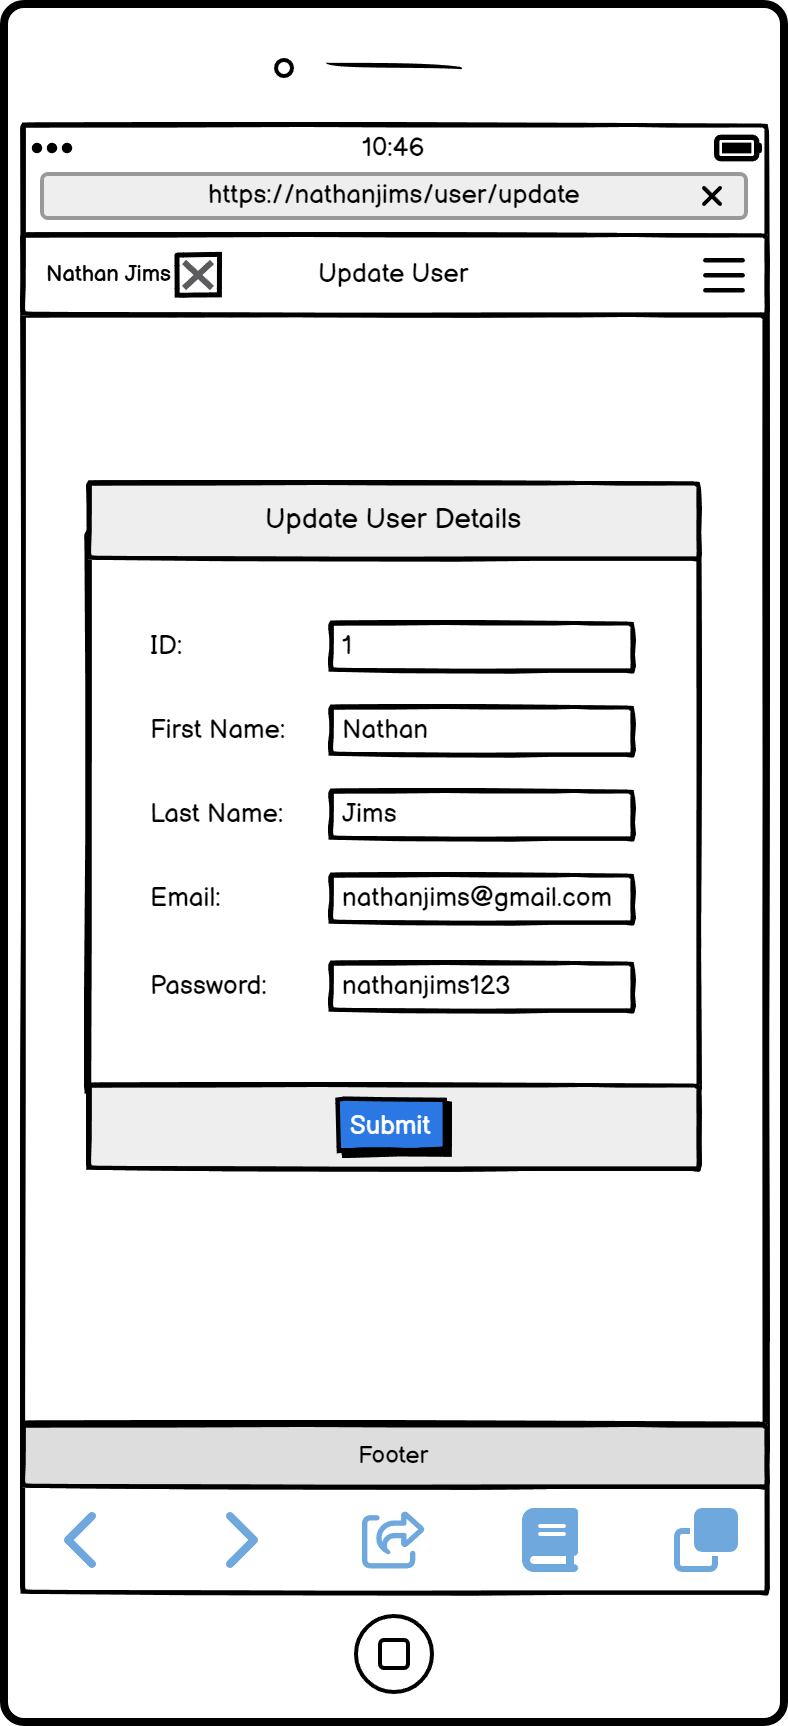 10:46
https://nathanjims/user/update
Nathan Jims
Update User
Update User Details
ID: 1
First Name: Nathan
Last Name: Jims
Email: nathanjims@gmail.com
Password: nathanjims123
Submit
Footer